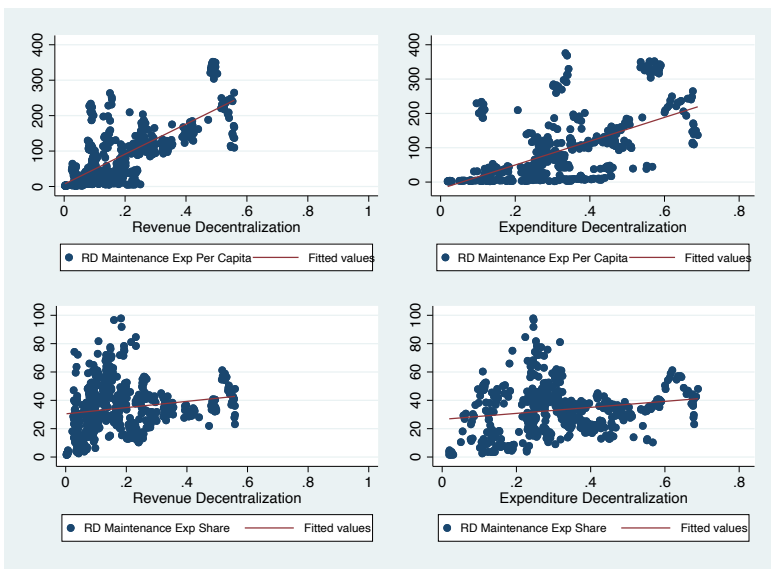 400
300
200
100
0
0 .2 .4 .6 .8 1
Revenue Decentralization
RD Maintenance Exp Per Capita Fitted values
400
300
200
100
0
0 .2 .4 .6 .8
Expenditure Decentralization
RD Maintenance Exp Per Capita Fitted values
100
80
60
40
20
0
0 .2 .4 .6 .8 1
Revenue Decentralization
RD Maintenance Exp Share Fitted values
100
80
60
40
20
0
0 .2 .4 .6 .8
Expenditure Decentralization
RD Maintenance Exp Share Fitted values